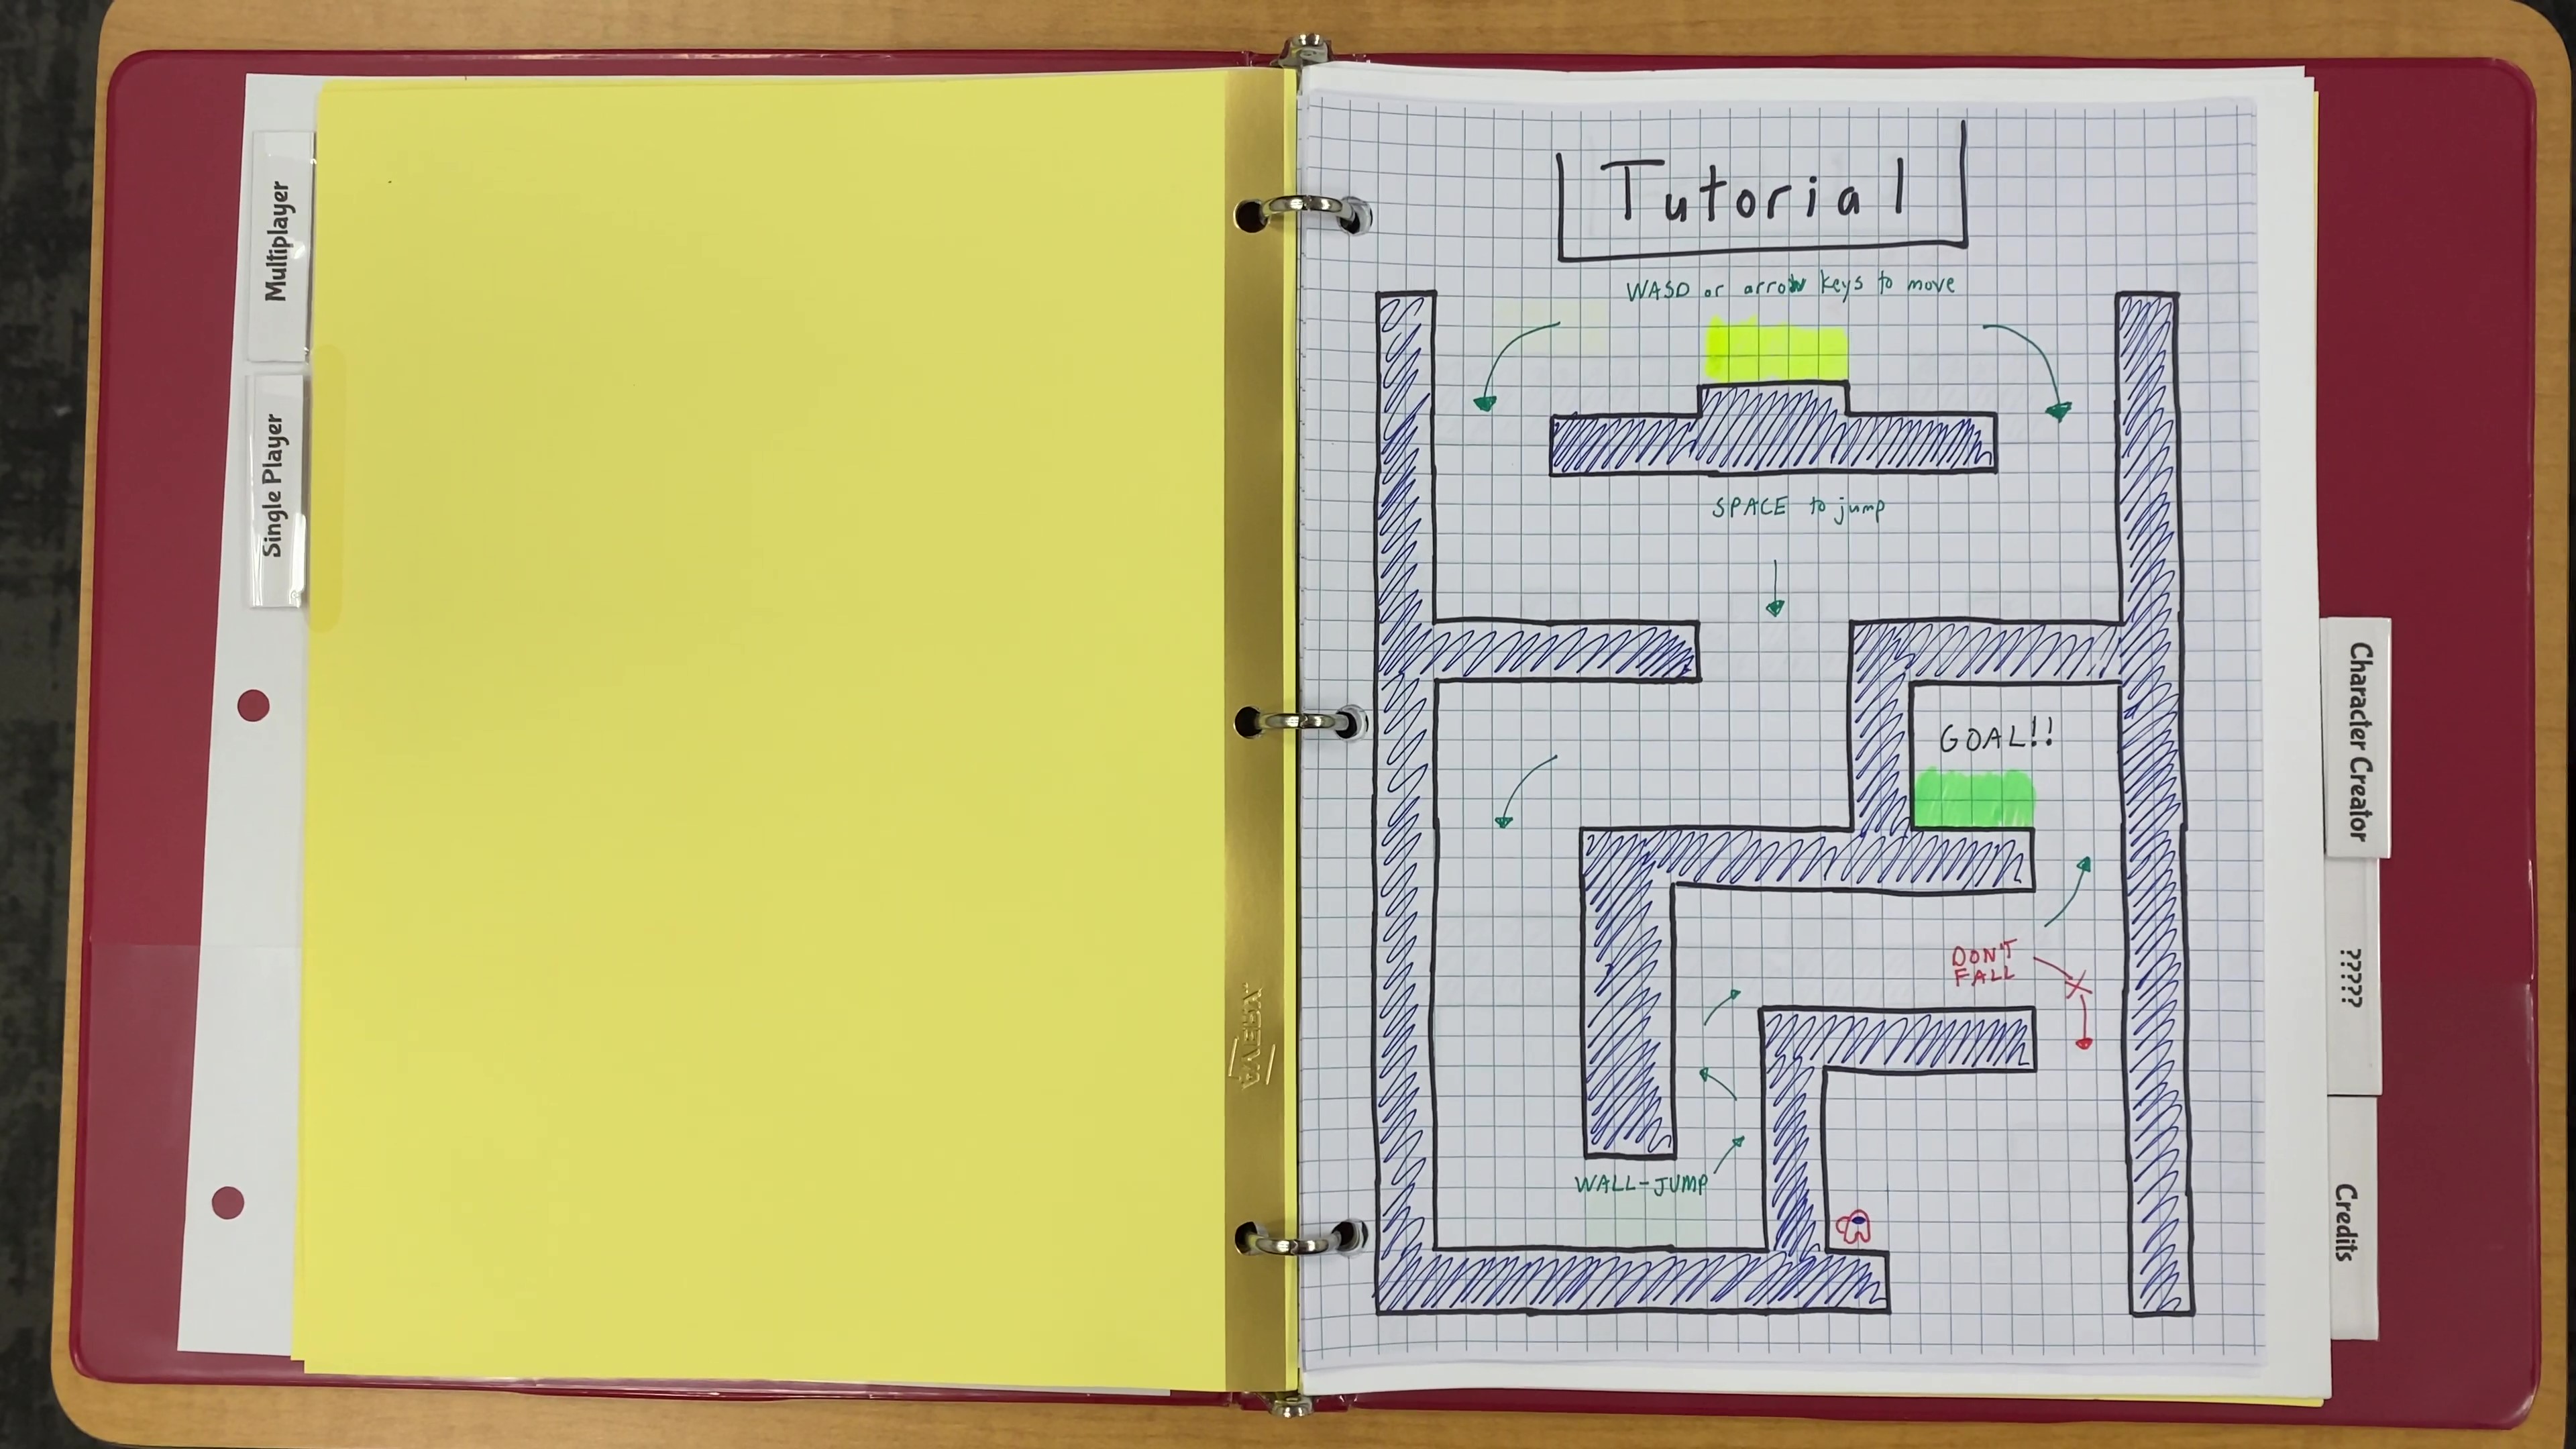 Multiplayer
Single Player
Tutorial
WASD or arrow keys to move
SPACE to jump
GOAL!!
DON'T
FALL
WALL-JUMP
AVERY
Character Creator
?????
Credits